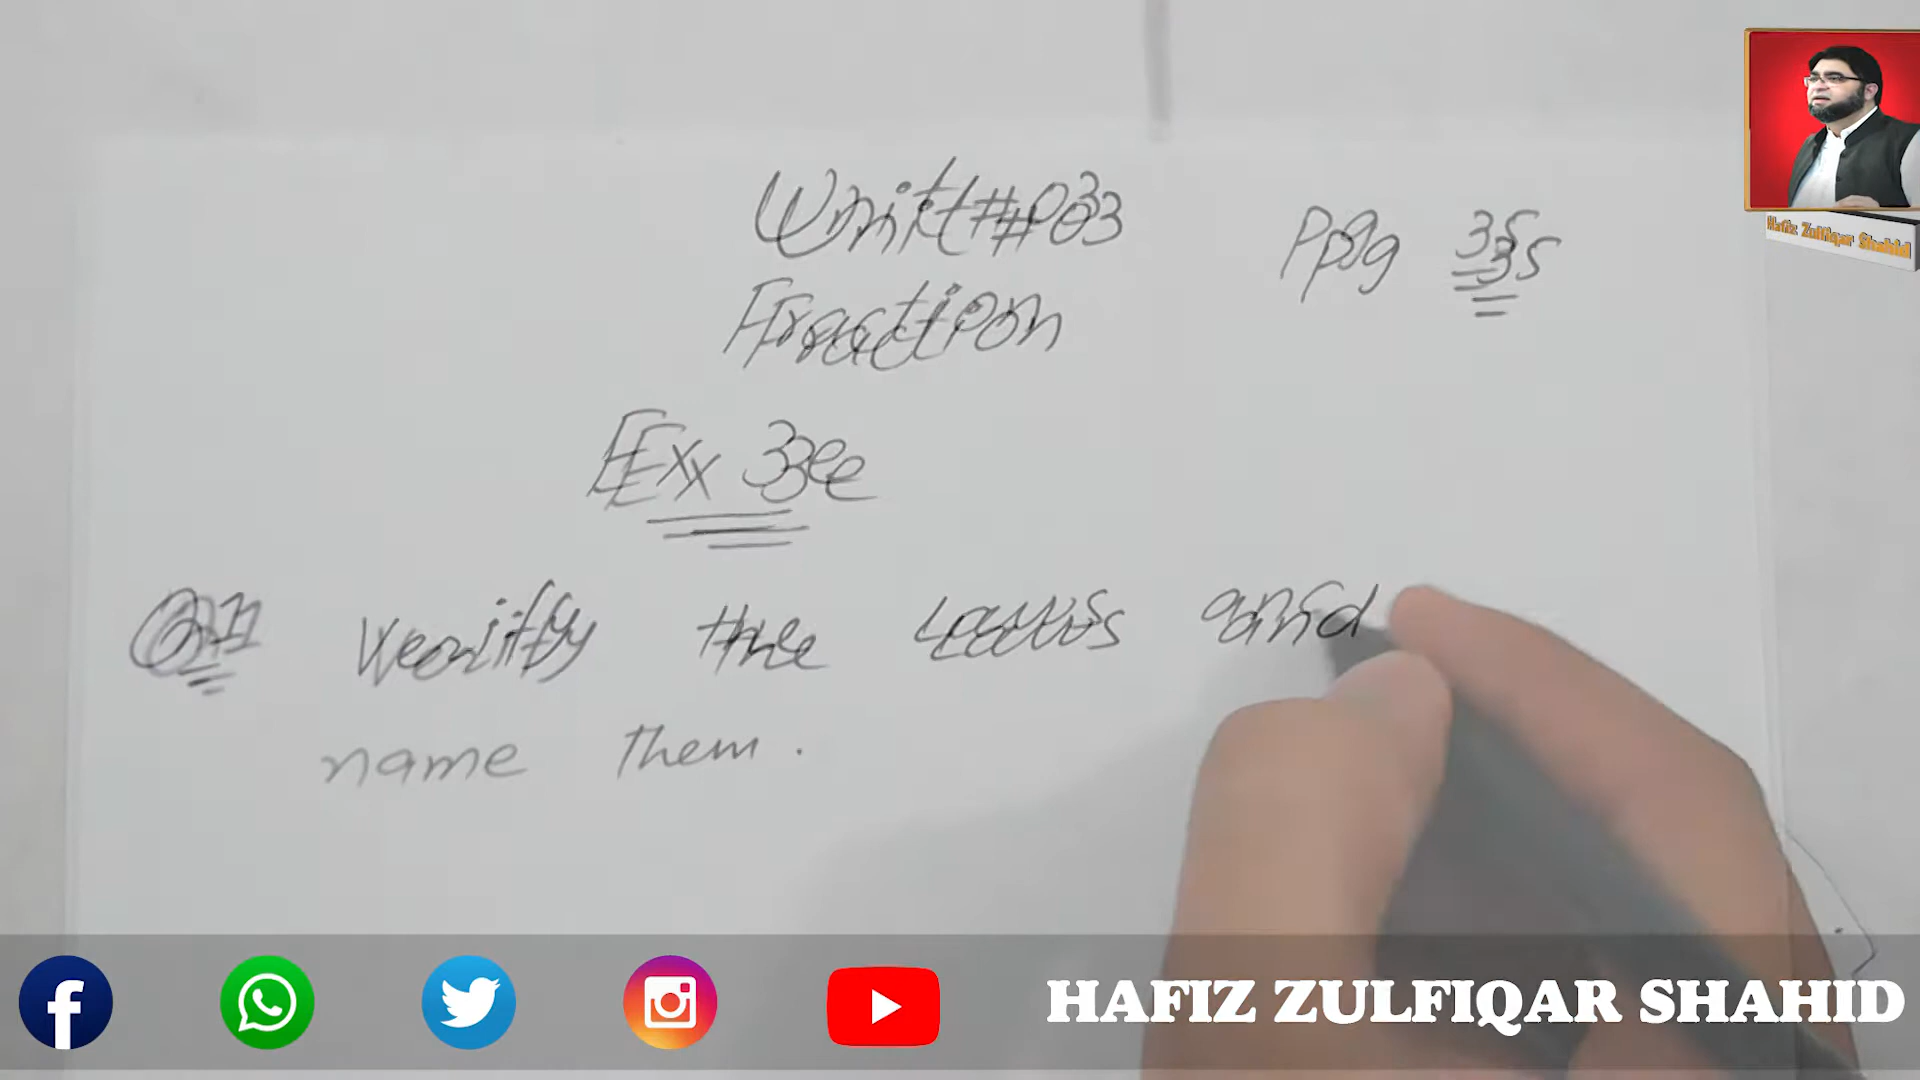 Unit #03
Pg 35
Fraction
Ex 3e
Q1 Verify the Laws and
name them.
Hafiz Zulfiqar Shahid
HAFIZ ZULFIQAR SHAHID